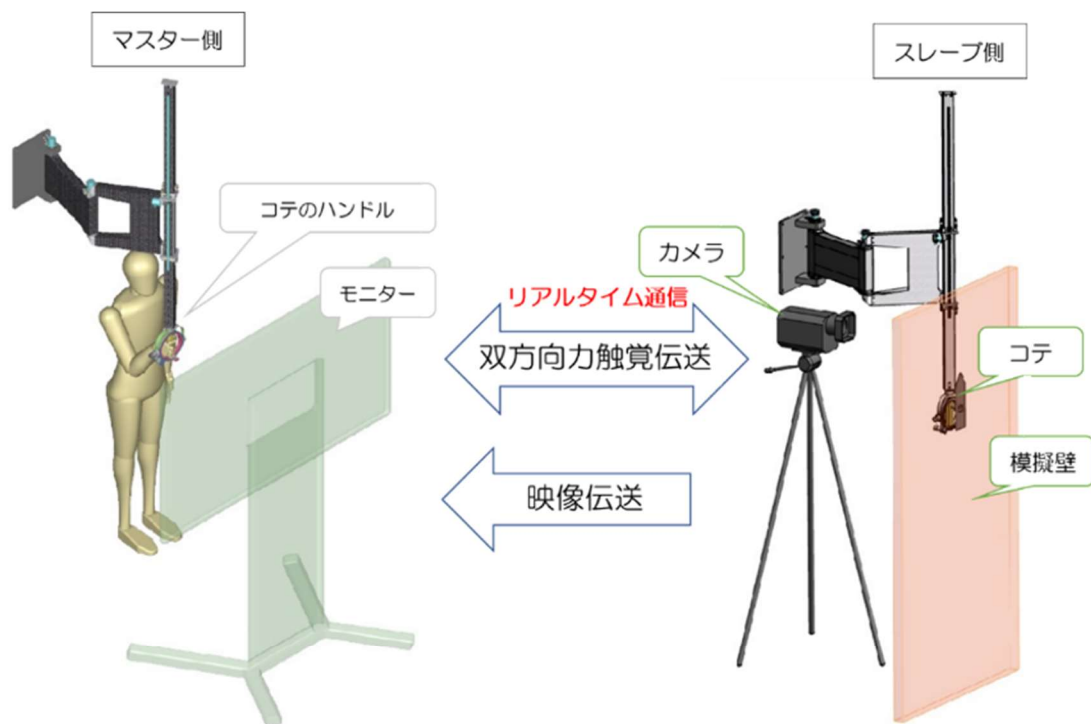 マスター側
スレーブ側
コテのハンドル
モニター
カメラ
リアルタイム通信
双方向力触覚伝送
コテ
模擬壁
映像伝送